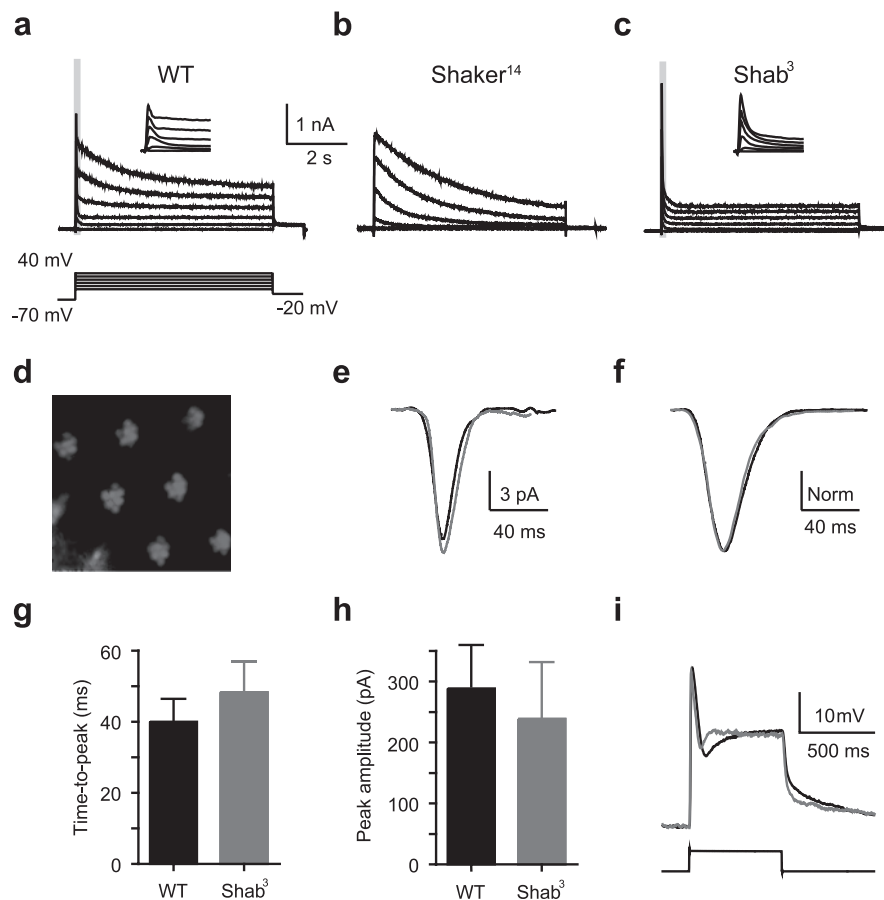 a
b
c
WT
Shaker14
Shab3
1 nA
2 s
40 mV
-70 mV
-20 mV
d
e
f
3 pA
40 ms
Norm
40 ms
g
h
i
Time-to-peak (ms)
60
40
20
0
WT
Shab3
Peak amplitude (pA)
300
250
200
100
50
0
WT
Shab3
10mV
500 ms